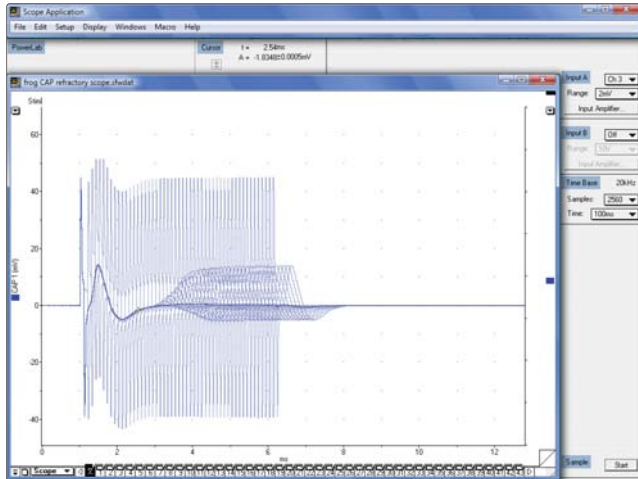 Scope Application
File Edit Setup Display Windows Macro Help
PowerLab
Cursor t = 2.54ms
A = -1.8348±0.0005mV
frog CAP refractory scope.sfwdat
Input A Ch 3
Range: 2mV
Input Amplifier...
Input B Off
Range: 10V
Input Amplifier...
Time Base 20kHz
Samples: 2560
Time: 100ms
60
40
20
0
-20
-40
CAP 1 (mV)
0 2 4 6 8 10 12
ms
Scope
Sample Start